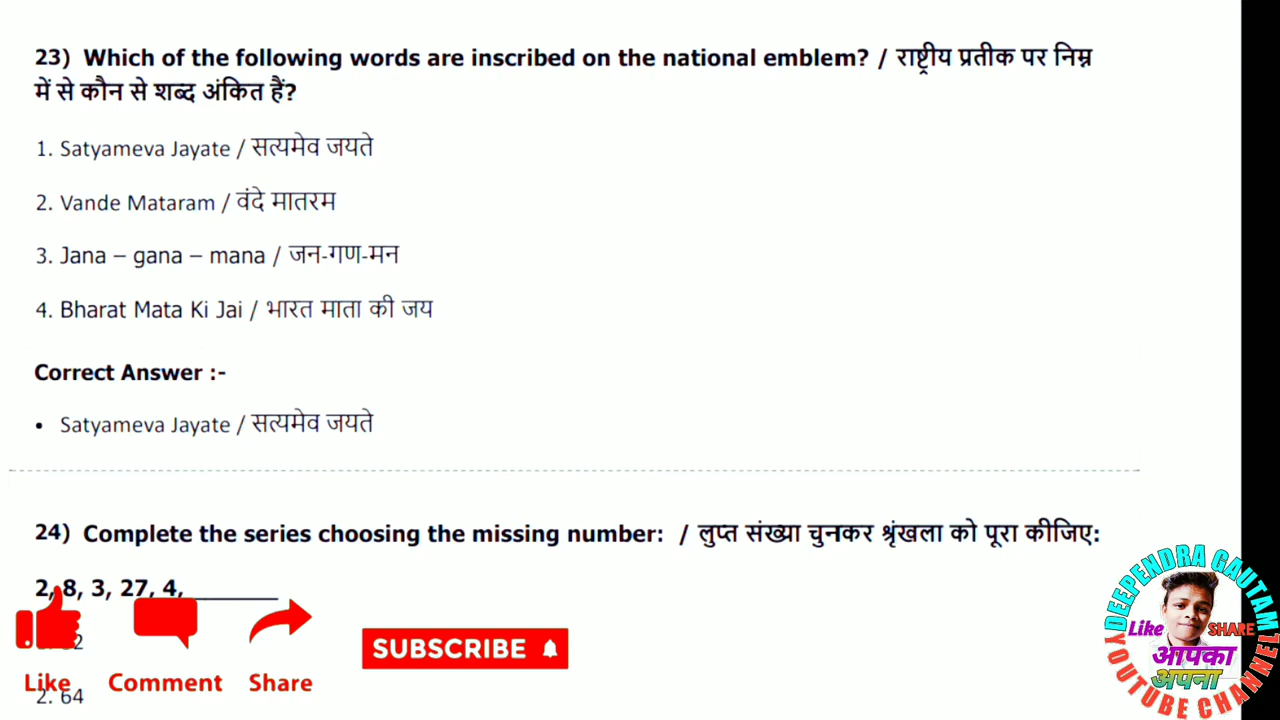 23) Which of the following words are inscribed on the national emblem? / राष्ट्रीय प्रतीक पर निम्न
में से कौन से शब्द अंकित हैं?
1. Satyameva Jayate / सत्यमेव जयते
2. Vande Mataram / वंदे मातरम
3. Jana – gana – mana / जन-गण-मन
4. Bharat Mata Ki Jai / भारत माता की जय
Correct Answer :-
• Satyameva Jayate / सत्यमेव जयते
24) Complete the series choosing the missing number: / लुप्त संख्या चुनकर श्रृंखला को पूरा कीजिए:
2, 8, 3, 27, 4,_______
SUBSCRIBE
Like Comment Share
2. 64
DEEPENDRA GAUTAM
Like SHARE
आपका
अपना
YOUTUBE CHANNEL